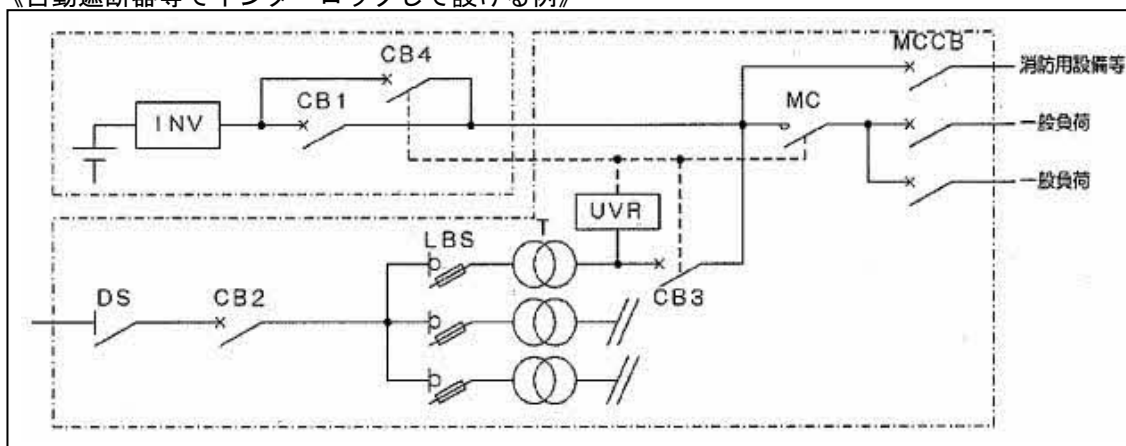 《自動遮断器等でインターロックして設ける例》
CB4
MCCB
消防用設備等
CB1
MC
INV
一般負荷
一般負荷
UVR
T
LBS
DS
CB2
CB3